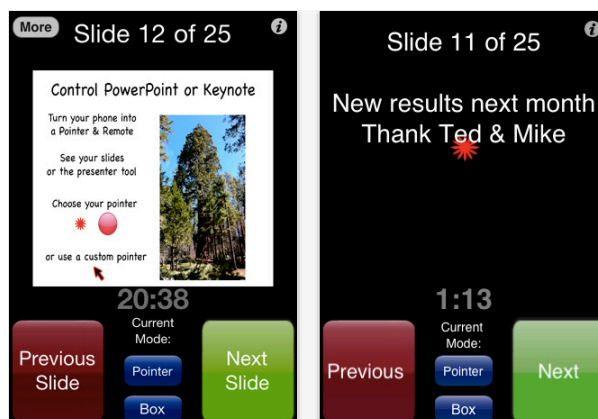 More
Slide 12 of 25
i
Control PowerPoint or Keynote
Turn your phone into
a Pointer & Remote
See your slides
or the presenter tool
Choose your pointer
or use a custom pointer
20:38
Previous
Slide
Current
Mode:
Pointer
Box
Next
Slide
Slide 11 of 25
i
New results next month
Thank Ted & Mike
1:13
Previous
Current
Mode:
Pointer
Box
Next